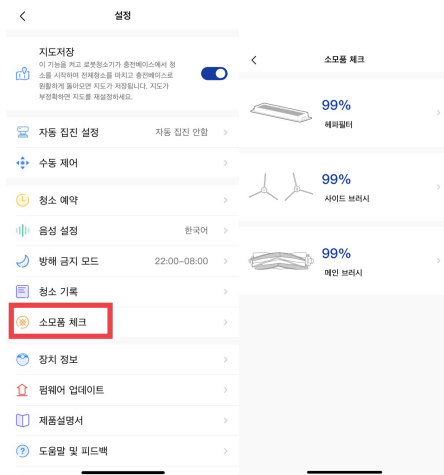 설정
지도저장
이 기능을 켜고 로봇청소기가 충전베이스에서 청
소를 시작하며 전체청소를 마치고 충전베이스로
원활하게 돌아오면 지도가 저장됩니다. 지도가
부정확하면 지도를 재설정하세요.
자동 집진 설정
자동 집진 안함
수동 제어
청소 예약
음성 설정
한국어
방해 금지 모드
22:00-08:00
청소 기록
소모품 체크
장치 정보
펌웨어 업데이트
제품설명서
도움말 및 피드백
소모품 체크
99%
헤파필터
99%
사이드 브러시
99%
메인 브러시